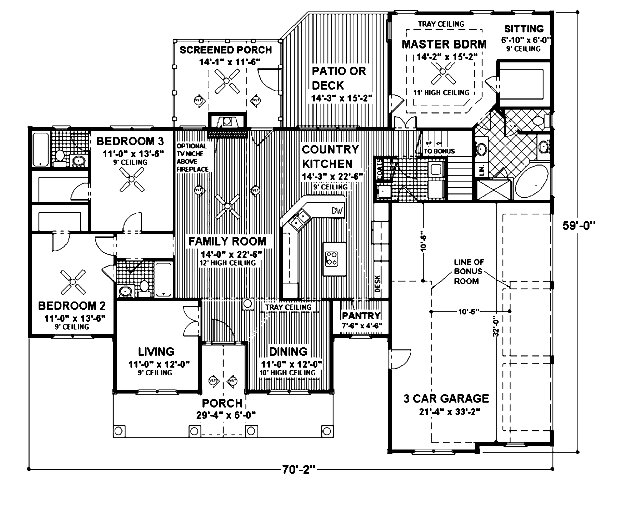 SCREENED PORCH
14'-1" x 11'-6"
PATIO OR
DECK
14'-3" x 15'-2"
TRAY CEILING
MASTER BDRM
14'-2" x 15'-2"
11' HIGH CEILING
SITTING
6'-10" x 6'-0"
9' CEILING
BEDROOM 3
11'-0" x 13'-6"
9' CEILING
OPTIONAL
TV NICHE
ABOVE
FIREPLACE
COUNTRY
KITCHEN
14'-3" x 22'-6"
9' CEILING
TO BONUS
LIN.
DW
FAMILY ROOM
14'-0" x 22'-6"
12' HIGH CEILING
59'-0"
10'-6"
LINE OF
BONUS
ROOM
10'-6"
32'-0"
DESK
BEDROOM 2
11'-0" x 13'-6"
9' CEILING
TRAY CEILING
PANTRY
7'-6" x 4'-6"
LIVING
11'-0" x 12'-0"
9' CEILING
DINING
11'-0" x 12'-0"
10' HIGH CEILING
3 CAR GARAGE
21'-4" x 33'-2"
PORCH
29'-4" x 5'-0"
70'-2"